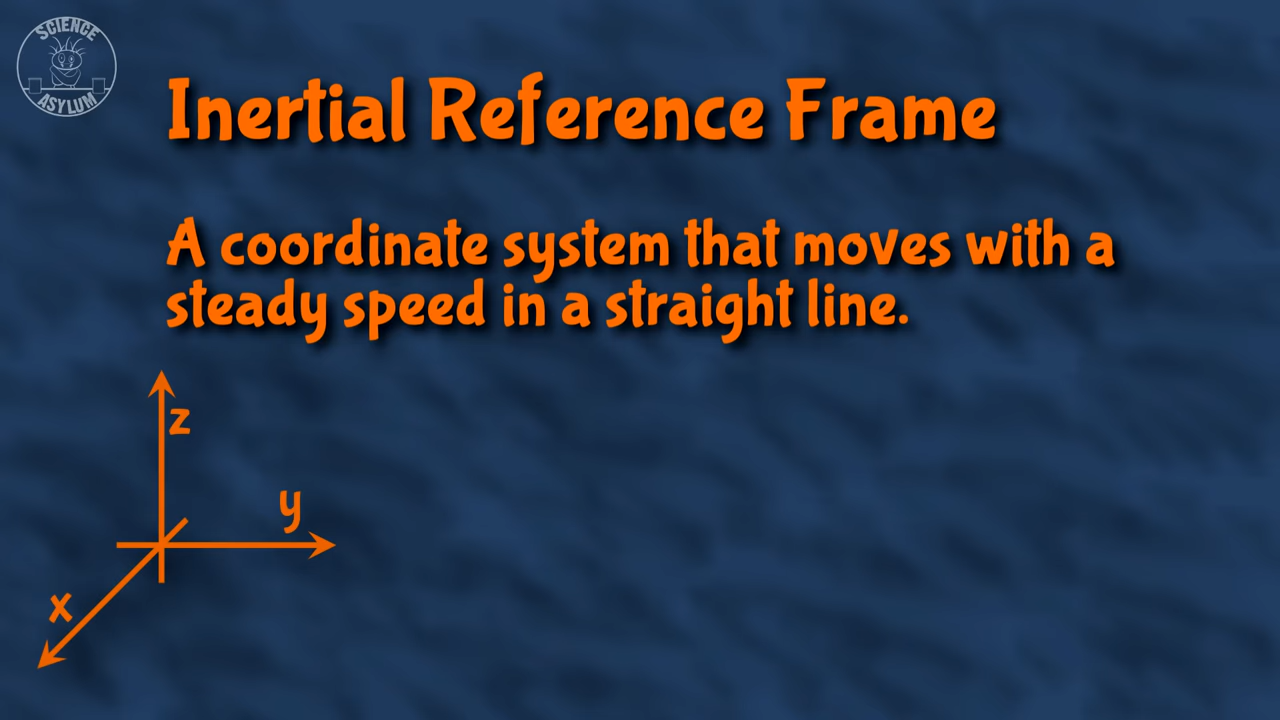 SCIENCE
ASYLUM
Inertial Reference Frame
A coordinate system that moves with a
steady speed in a straight line.
z
y
x